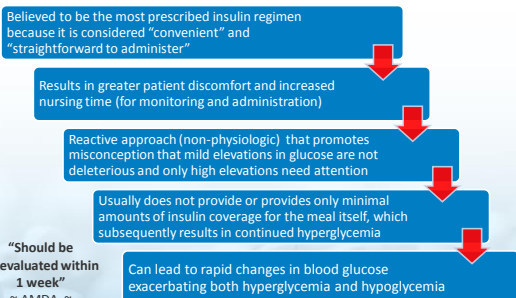 Believed to be the most prescribed insulin regimen
because it is considered “convenient” and
“straightforward to administer”
Results in greater patient discomfort and increased
nursing time (for monitoring and administration)
Reactive approach (non-physiologic) that promotes
misconception that mild elevations in glucose are not
deleterious and only high elevations need attention
Usually does not provide or provides only minimal
amounts of insulin coverage for the meal itself, which
subsequently results in continued hyperglycemia
Can lead to rapid changes in blood glucose
exacerbating both hyperglycemia and hypoglycemia
“Should be
evaluated within
1 week”
≈ AMDA ≈